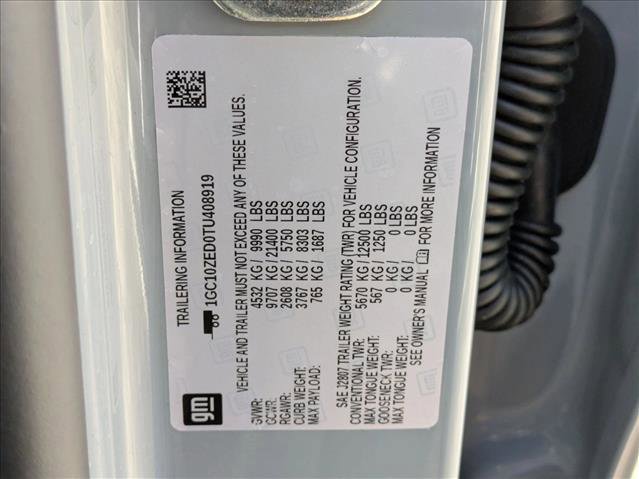 TRAILERING INFORMATION
1GC10ZED0TU408919
VEHICLE AND TRAILER MUST NOT EXCEED ANY OF THESE VALUES.
GVWR: 4532 KG/ 9990 LBS
GCWR: 9707 KG/ 21400 LBS
RGAWR: 2608 KG/ 5750 LBS
CURB WEIGHT: 3767 KG/ 8303 LBS
MAX PAYLOAD: 765 KG/ 1687 LBS
gm
SAE J2807 TRAILER WEIGHT RATING (TWR) FOR VEHICLE CONFIGURATION.
CONVENTIONAL TWR: 5670 KG/ 12500 LBS
MAX TONGUE WEIGHT: 567 KG/ 1250 LBS
GOOSENECK TWR: 0 KG/ 0 LBS
MAX TONGUE WEIGHT: 0 KG/ 0 LBS
SEE OWNER'S MANUAL FOR MORE INFORMATION